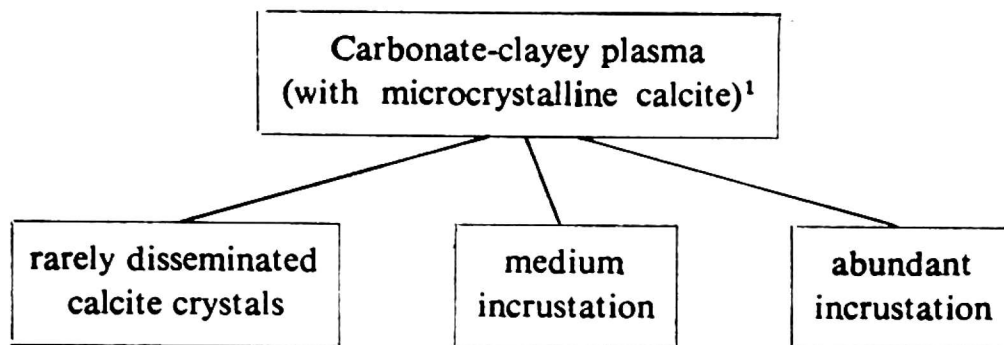 Carbonate-clayey plasma
(with microcrystalline calcite)¹
rarely disseminated
calcite crystals
medium
incrustation
abundant
incrustation